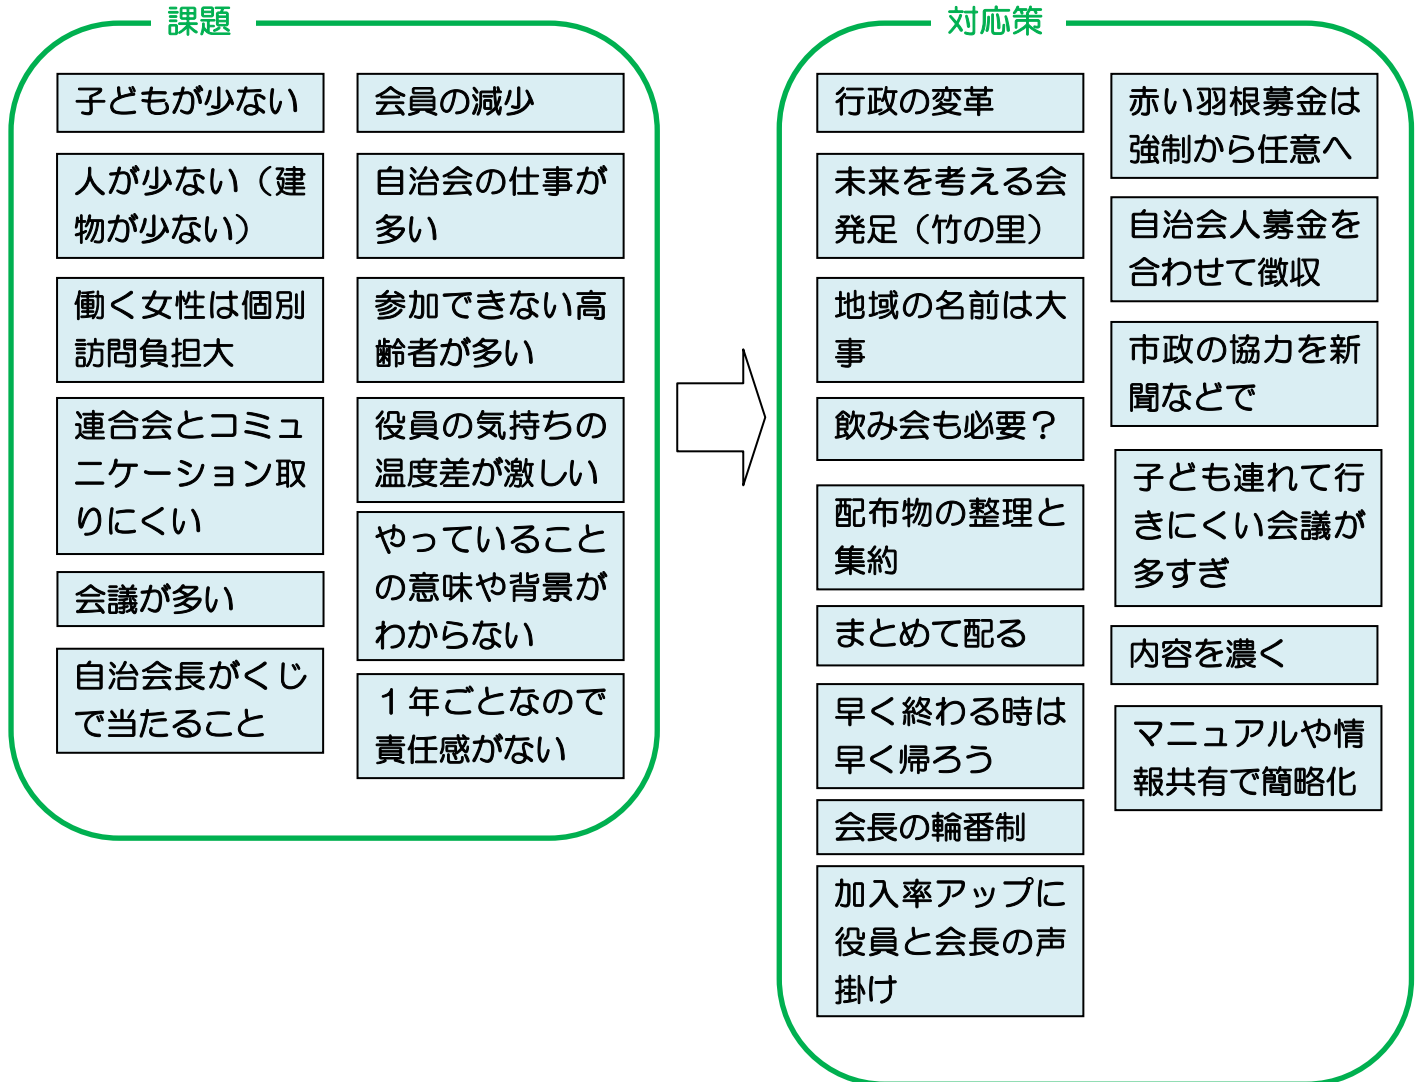 課題
子どもが少ない
人が少ない（建
物が少ない）
働く女性は個別
訪問負担大
連合会とコミュ
ニケーション取
りにくい
会議が多い
自治会長がくじ
で当たること
会員の減少
自治会の仕事が
多い
参加できない高
齢者が多い
役員の気持ちの
温度差が激しい
やっていること
の意味や背景が
わからない
１年ごとなので
責任感がない
対応策
行政の変革
未来を考える会
発足（竹の里）
地域の名前は大
事
飲み会も必要？
配布物の整理と
集約
まとめて配る
早く終わる時は
早く帰ろう
会長の輪番制
加入率アップに
役員と会長の声
掛け
赤い羽根募金は
強制から任意へ
自治会人募金を
合わせて徴収
市政の協力を新
聞などで
子ども連れて行
きにくい会議が
多すぎ
内容を濃く
マニュアルや情
報共有で簡略化